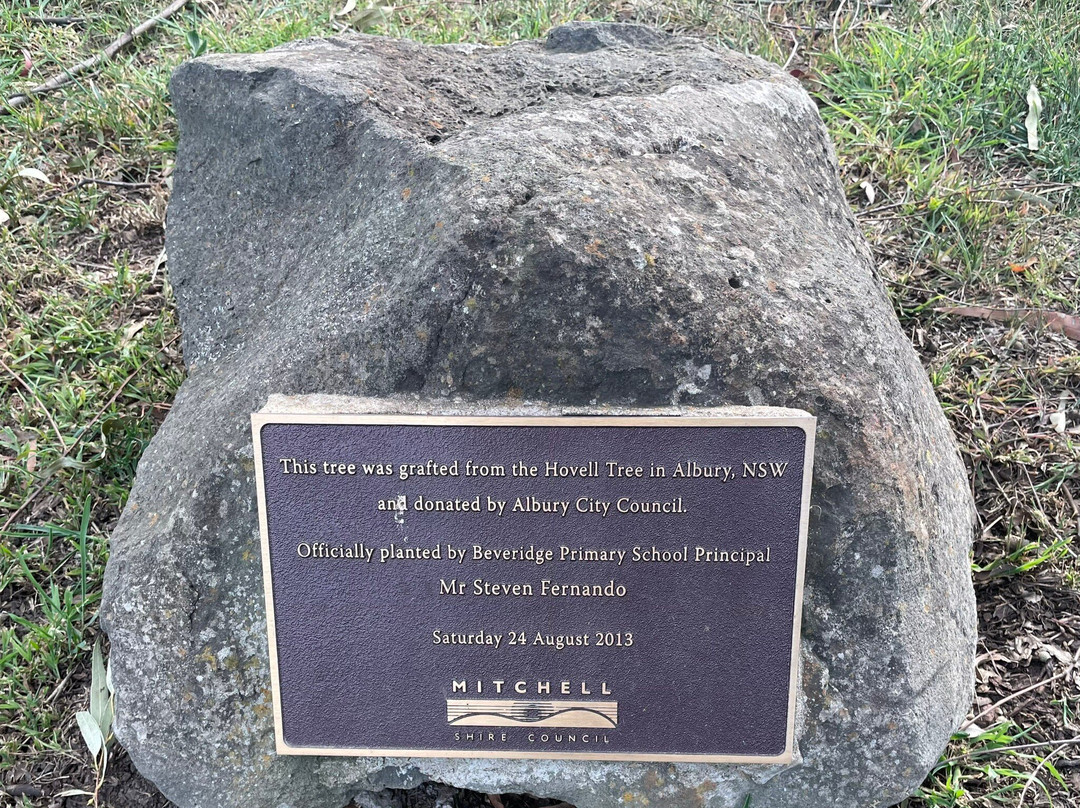 This tree was grafted from the Hovell Tree in Albury, NSW
and donated by Albury City Council.
Officially planted by Beveridge Primary School Principal
Mr Steven Fernando
Saturday 24 August 2013
MITCHELL
SHIRE COUNCIL